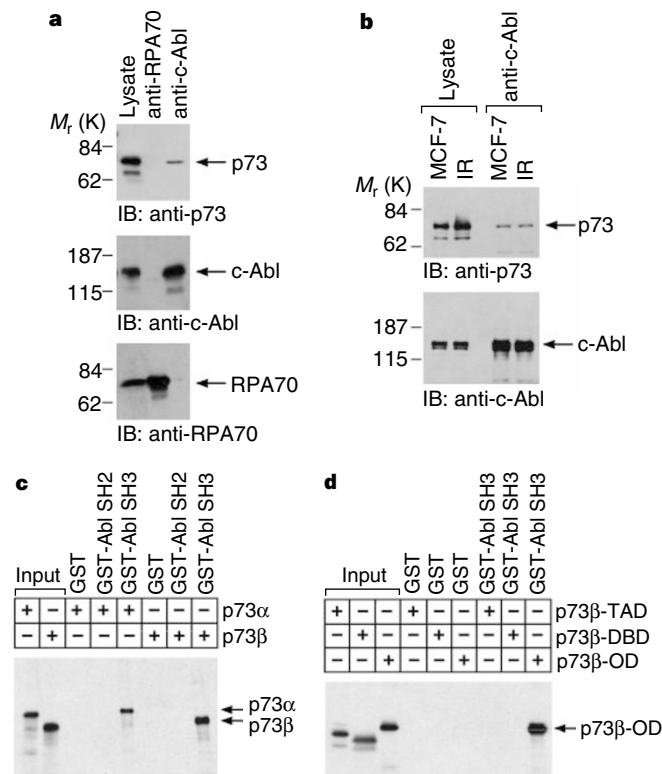 a
Lysate
anti-RPA70
anti-c-Abl
Mr (K)
84
62
p73
IB: anti-p73
187
115
c-Abl
IB: anti-c-Abl
84
62
RPA70
IB: anti-RPA70
b
Lysate
anti-c-Abl
MCF-7
IR
MCF-7
IR
Mr (K)
84
62
p73
IB: anti-p73
187
115
c-Abl
IB: anti-c-Abl
c
Input
GST
GST-Abl SH2
GST-Abl SH3
GST
GST-Abl SH2
GST-Abl SH3
+ − + + + − − − p73α
− + − − − + + + p73β
p73α
p73β
d
Input
GST
GST
GST
GST-Abl SH3
GST-Abl SH3
GST-Abl SH3
+ − − + − − + − − p73β-TAD
− + − − + − − + − p73β-DBD
− − + − − + − − + p73β-OD
p73β-OD